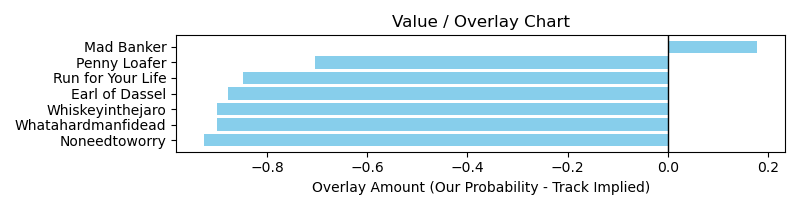 Value / Overlay Chart
Mad Banker
Penny Loafer
Run for Your Life
Earl of Dassel
Whiskeyinthejaro
Whatahardmanfidead
Noneedtoworry
−0.8 −0.6 −0.4 −0.2 0.0 0.2
Overlay Amount (Our Probability - Track Implied)